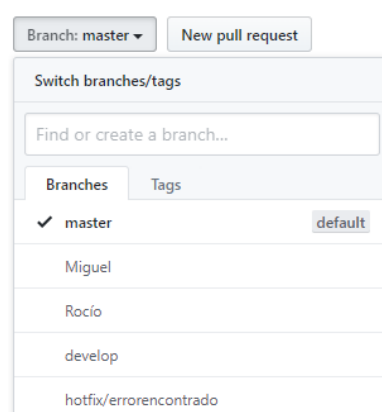 Branch: master New pull request
Switch branches/tags
Find or create a branch...
Branches Tags
master default
Miguel
Rocío
develop
hotfix/errorencontrado